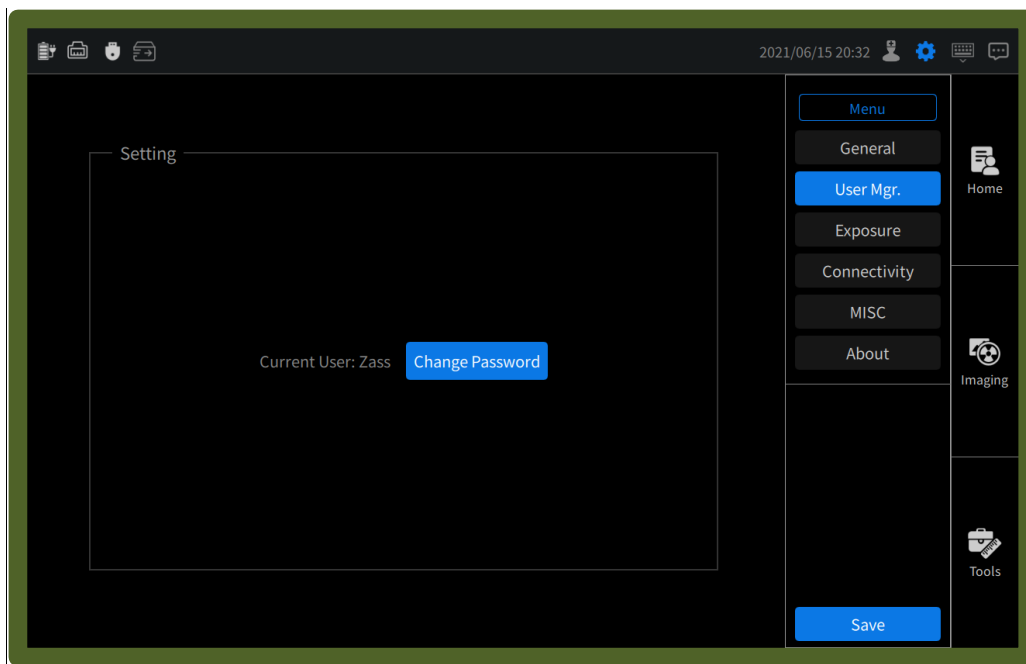 2021/06/15 20:32
Setting
Current User: Zass
Change Password
Menu
General
User Mgr.
Exposure
Connectivity
MISC
About
Save
Home
Imaging
Tools